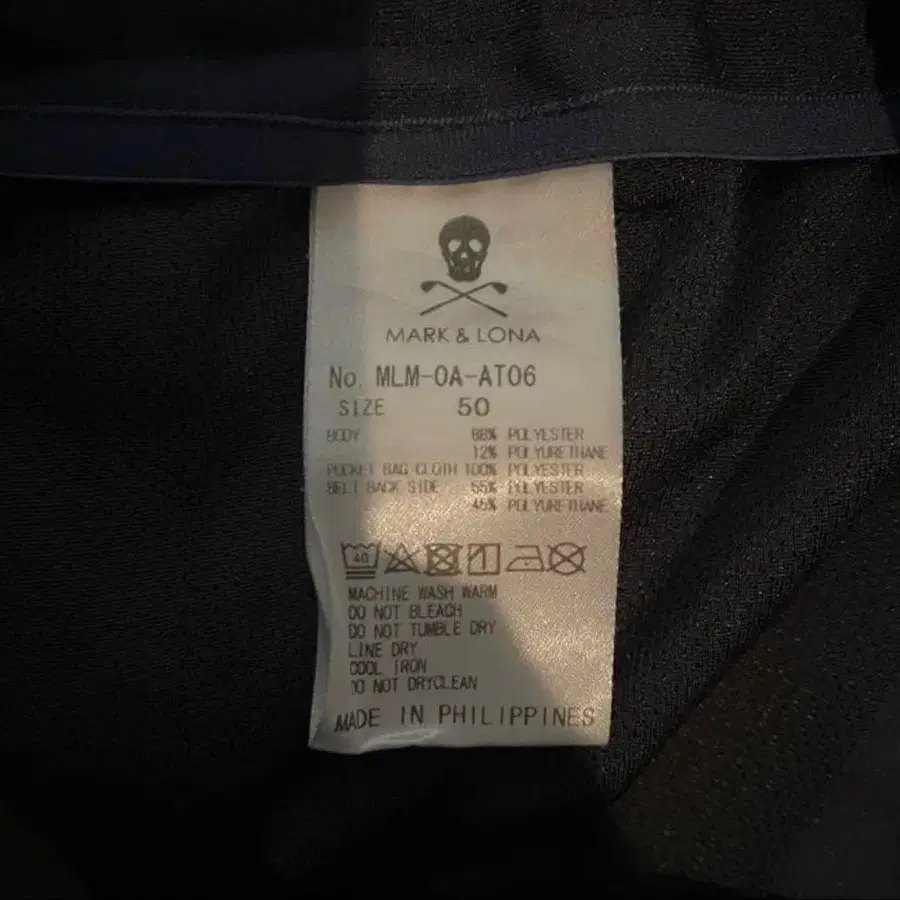 MARK & LONA
No. MLM-0A-AT06
SIZE 50
BODY 88% POLYESTER
12% POLYURETHANE
POCKET BAG CLOTH 100% POLYESTER
BELT BACK SIDE 55% POLYESTER
45% POLYURETHANE
40
MACHINE WASH WARM
DO NOT BLEACH
DO NOT TUMBLE DRY
LINE DRY
COOL IRON
DO NOT DRYCLEAN
MADE IN PHILIPPINES